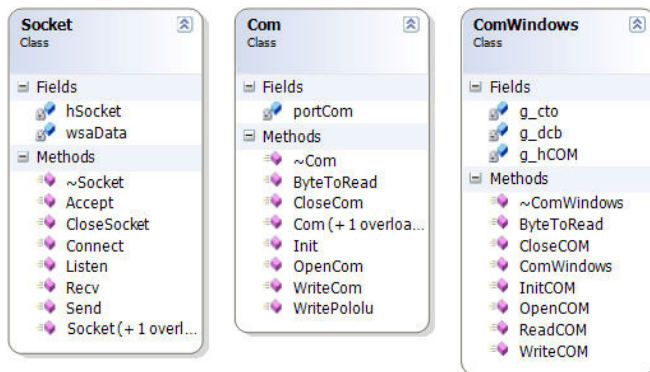 Socket
Class
Fields
hSocket
wsaData
Methods
~Socket
Accept
CloseSocket
Connect
Listen
Recv
Send
Socket (+ 1 overl...
Com
Class
Fields
portCom
Methods
~Com
ByteToRead
CloseCom
Com (+ 1 overloa...
Init
OpenCom
WriteCom
WritePololu
ComWindows
Class
Fields
g_cto
g_dcb
g_hCOM
Methods
~ComWindows
ByteToRead
CloseCOM
ComWindows
InitCOM
OpenCOM
ReadCOM
WriteCOM